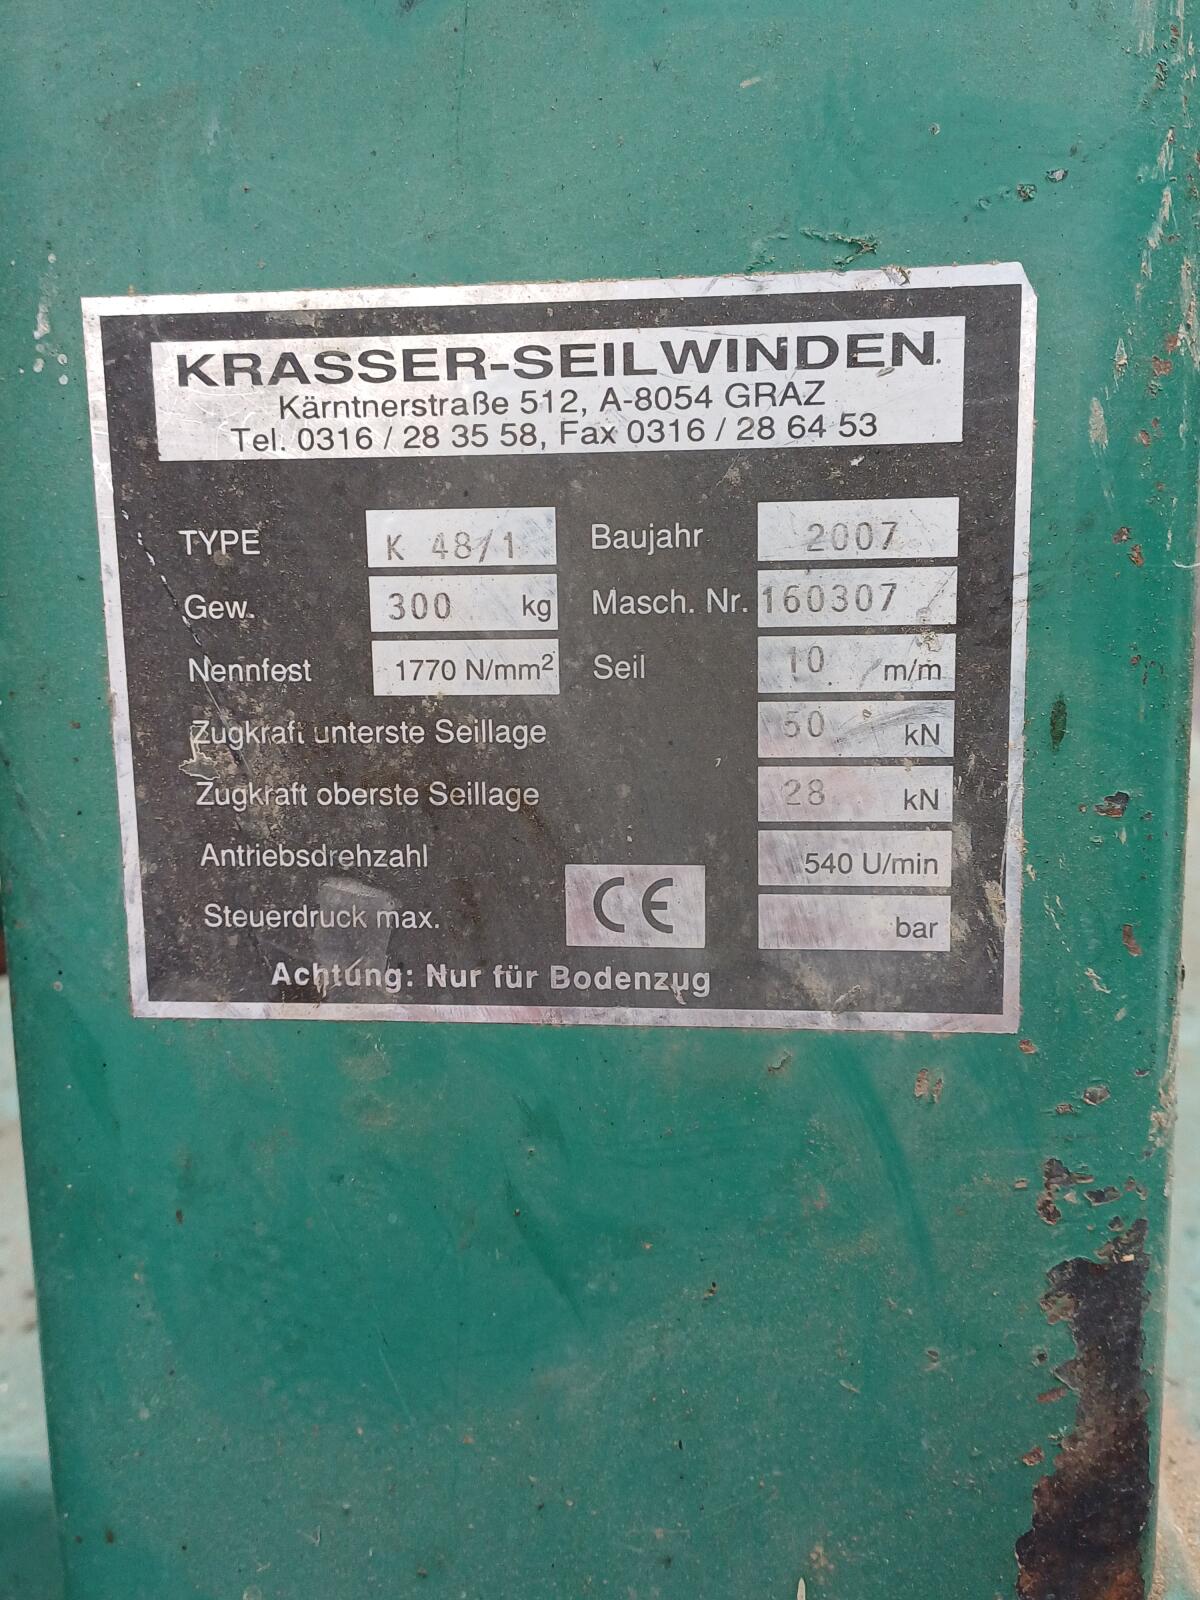 KRASSER-SEILWINDEN
Kärntnerstraße 512, A-8054 GRAZ
Tel. 0316 / 28 35 58, Fax 0316 / 28 64 53
TYPE K 48/1 Baujahr 2007
Gew. 300 kg Masch. Nr. 160307
Nennfest 1770 N/mm² Seil 10 m/m
Zugkraft unterste Seillage 50 kN
Zugkraft oberste Seillage 28 kN
Antriebsdrehzahl 540 U/min
Steuerdruck max. CE bar
Achtung: Nur für Bodenzug